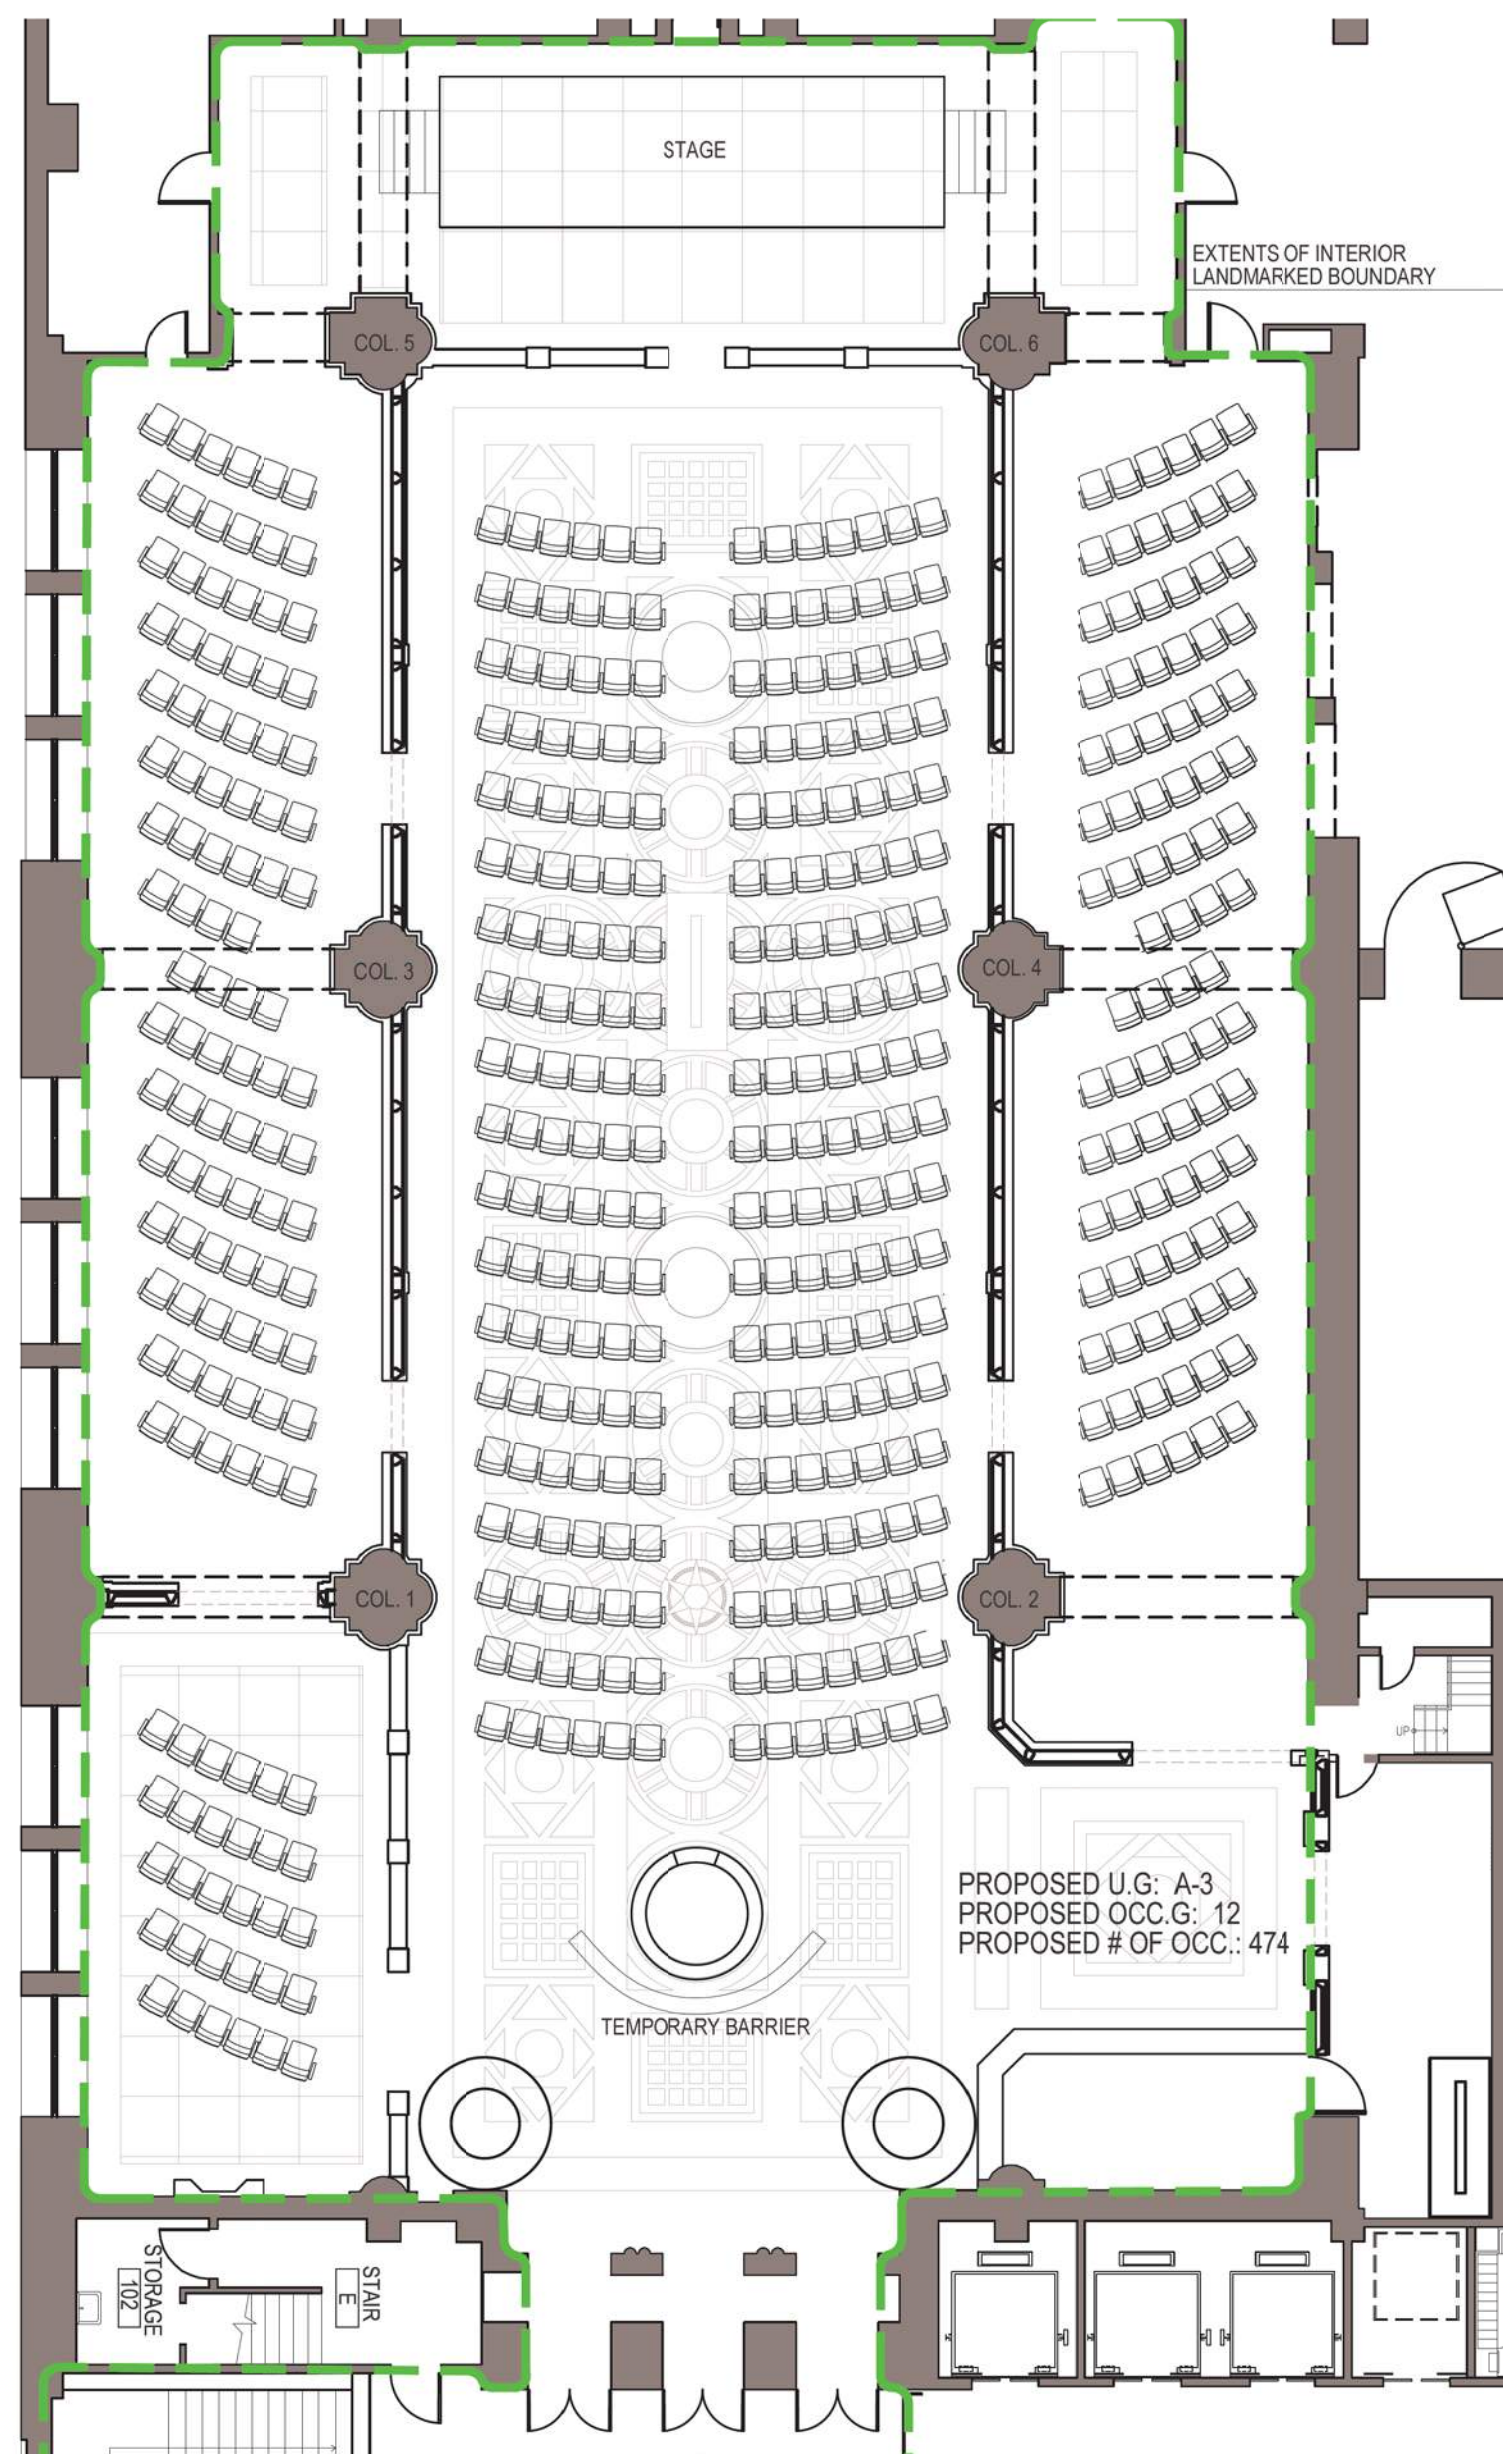 STAGE
EXTENTS OF INTERIOR
LANDMARKED BOUNDARY
COL. 5
COL. 6
COL. 3
COL. 4
COL. 1
COL. 2
UP
PROPOSED U.G: A-3
PROPOSED OCC.G: 12
PROPOSED # OF OCC.: 474
TEMPORARY BARRIER
STORAGE
102
STAIR
E